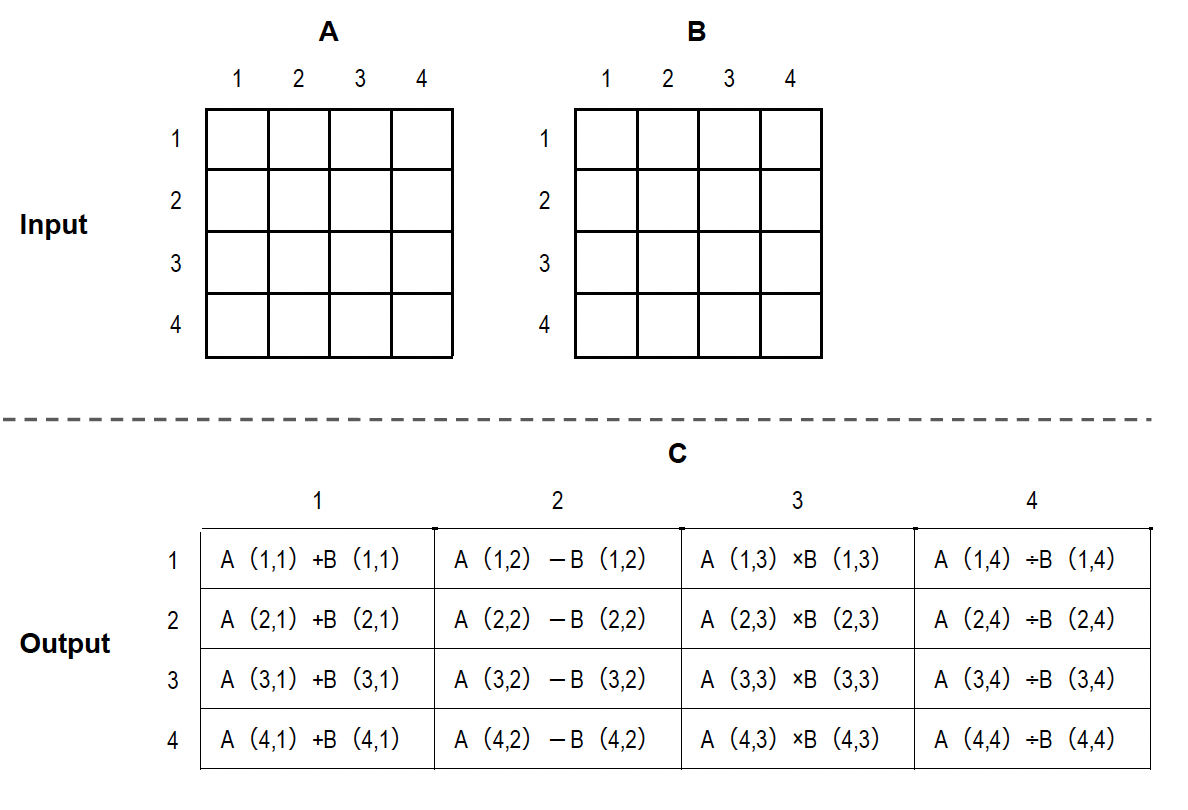 A B
1 2 3 4 1 2 3 4
1 1
2 2
Input
3 3
4 4
C
1 2 3 4
1 A（1,1）+B（1,1） A（1,2）－B（1,2） A（1,3）×B（1,3） A（1,4）÷B（1,4）
2 A（2,1）+B（2,1） A（2,2）－B（2,2） A（2,3）×B（2,3） A（2,4）÷B（2,4）
Output
3 A（3,1）+B（3,1） A（3,2）－B（3,2） A（3,3）×B（3,3） A（3,4）÷B（3,4）
4 A（4,1）+B（4,1） A（4,2）－B（4,2） A（4,3）×B（4,3） A（4,4）÷B（4,4）